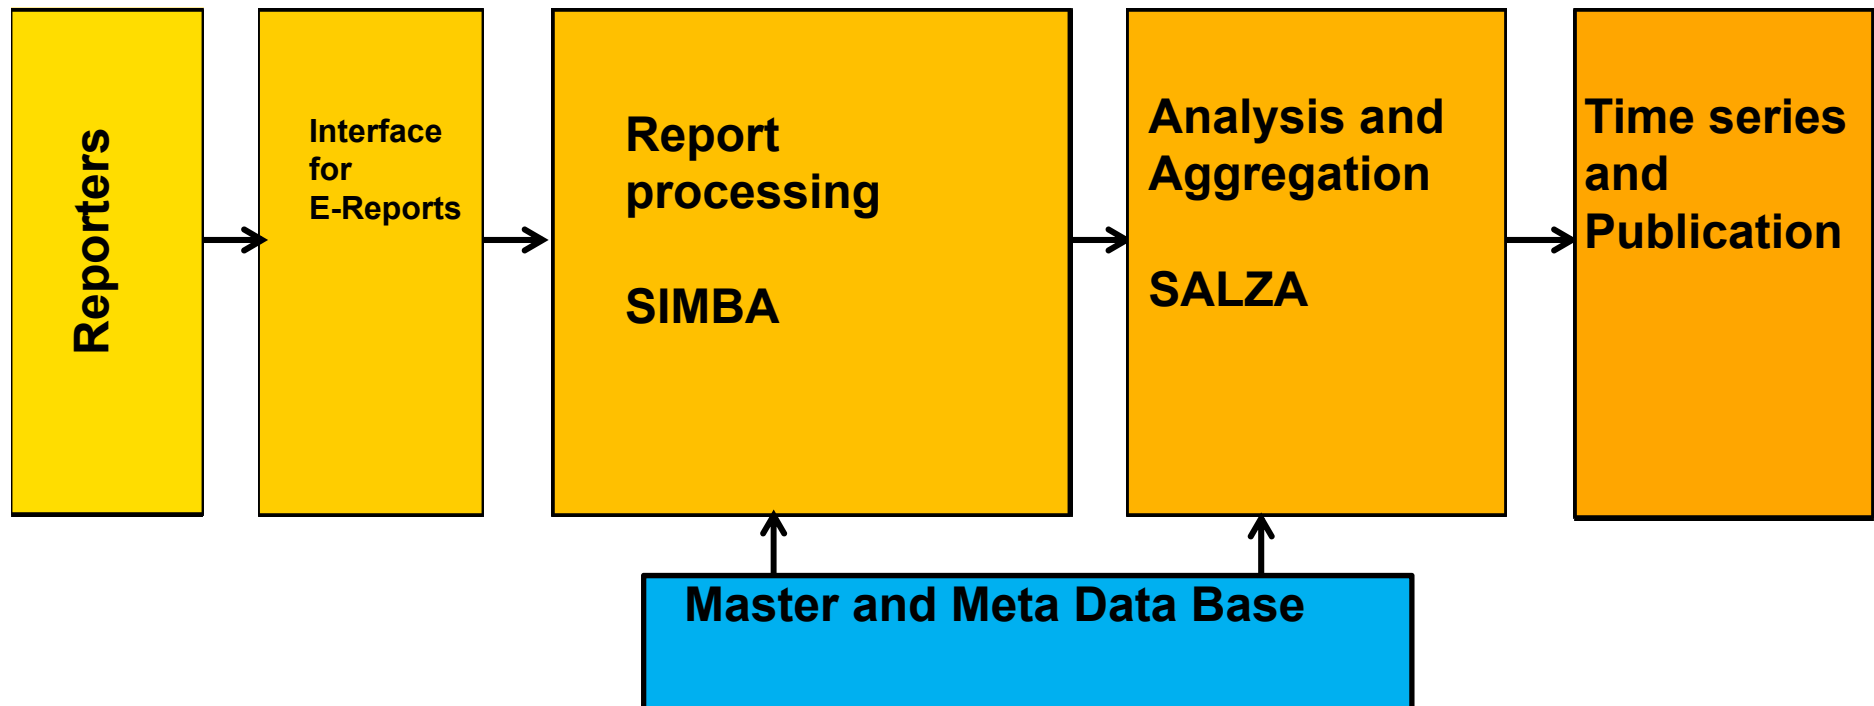 Reporters
Interface
for
E-Reports
Report
processing
SIMBA
Analysis and
Aggregation
SALZA
Time series
and
Publication
Master and Meta Data Base